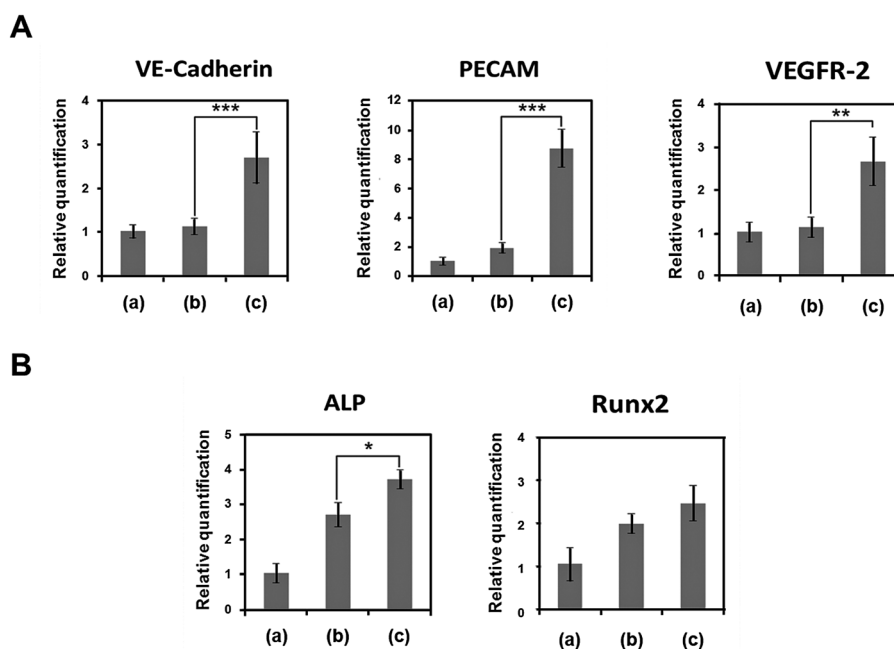 A
VE-Cadherin
Relative quantification
4
3
2
1
0
***
(a) (b) (c)
PECAM
Relative quantification
12
10
8
6
4
2
0
***
(a) (b) (c)
VEGFR-2
Relative quantification
4
3
2
1
0
**
(a) (b) (c)
B
ALP
Relative quantification
5
4
3
2
1
0
*
(a) (b) (c)
Runx2
Relative quantification
4
3
2
1
0
(a) (b) (c)